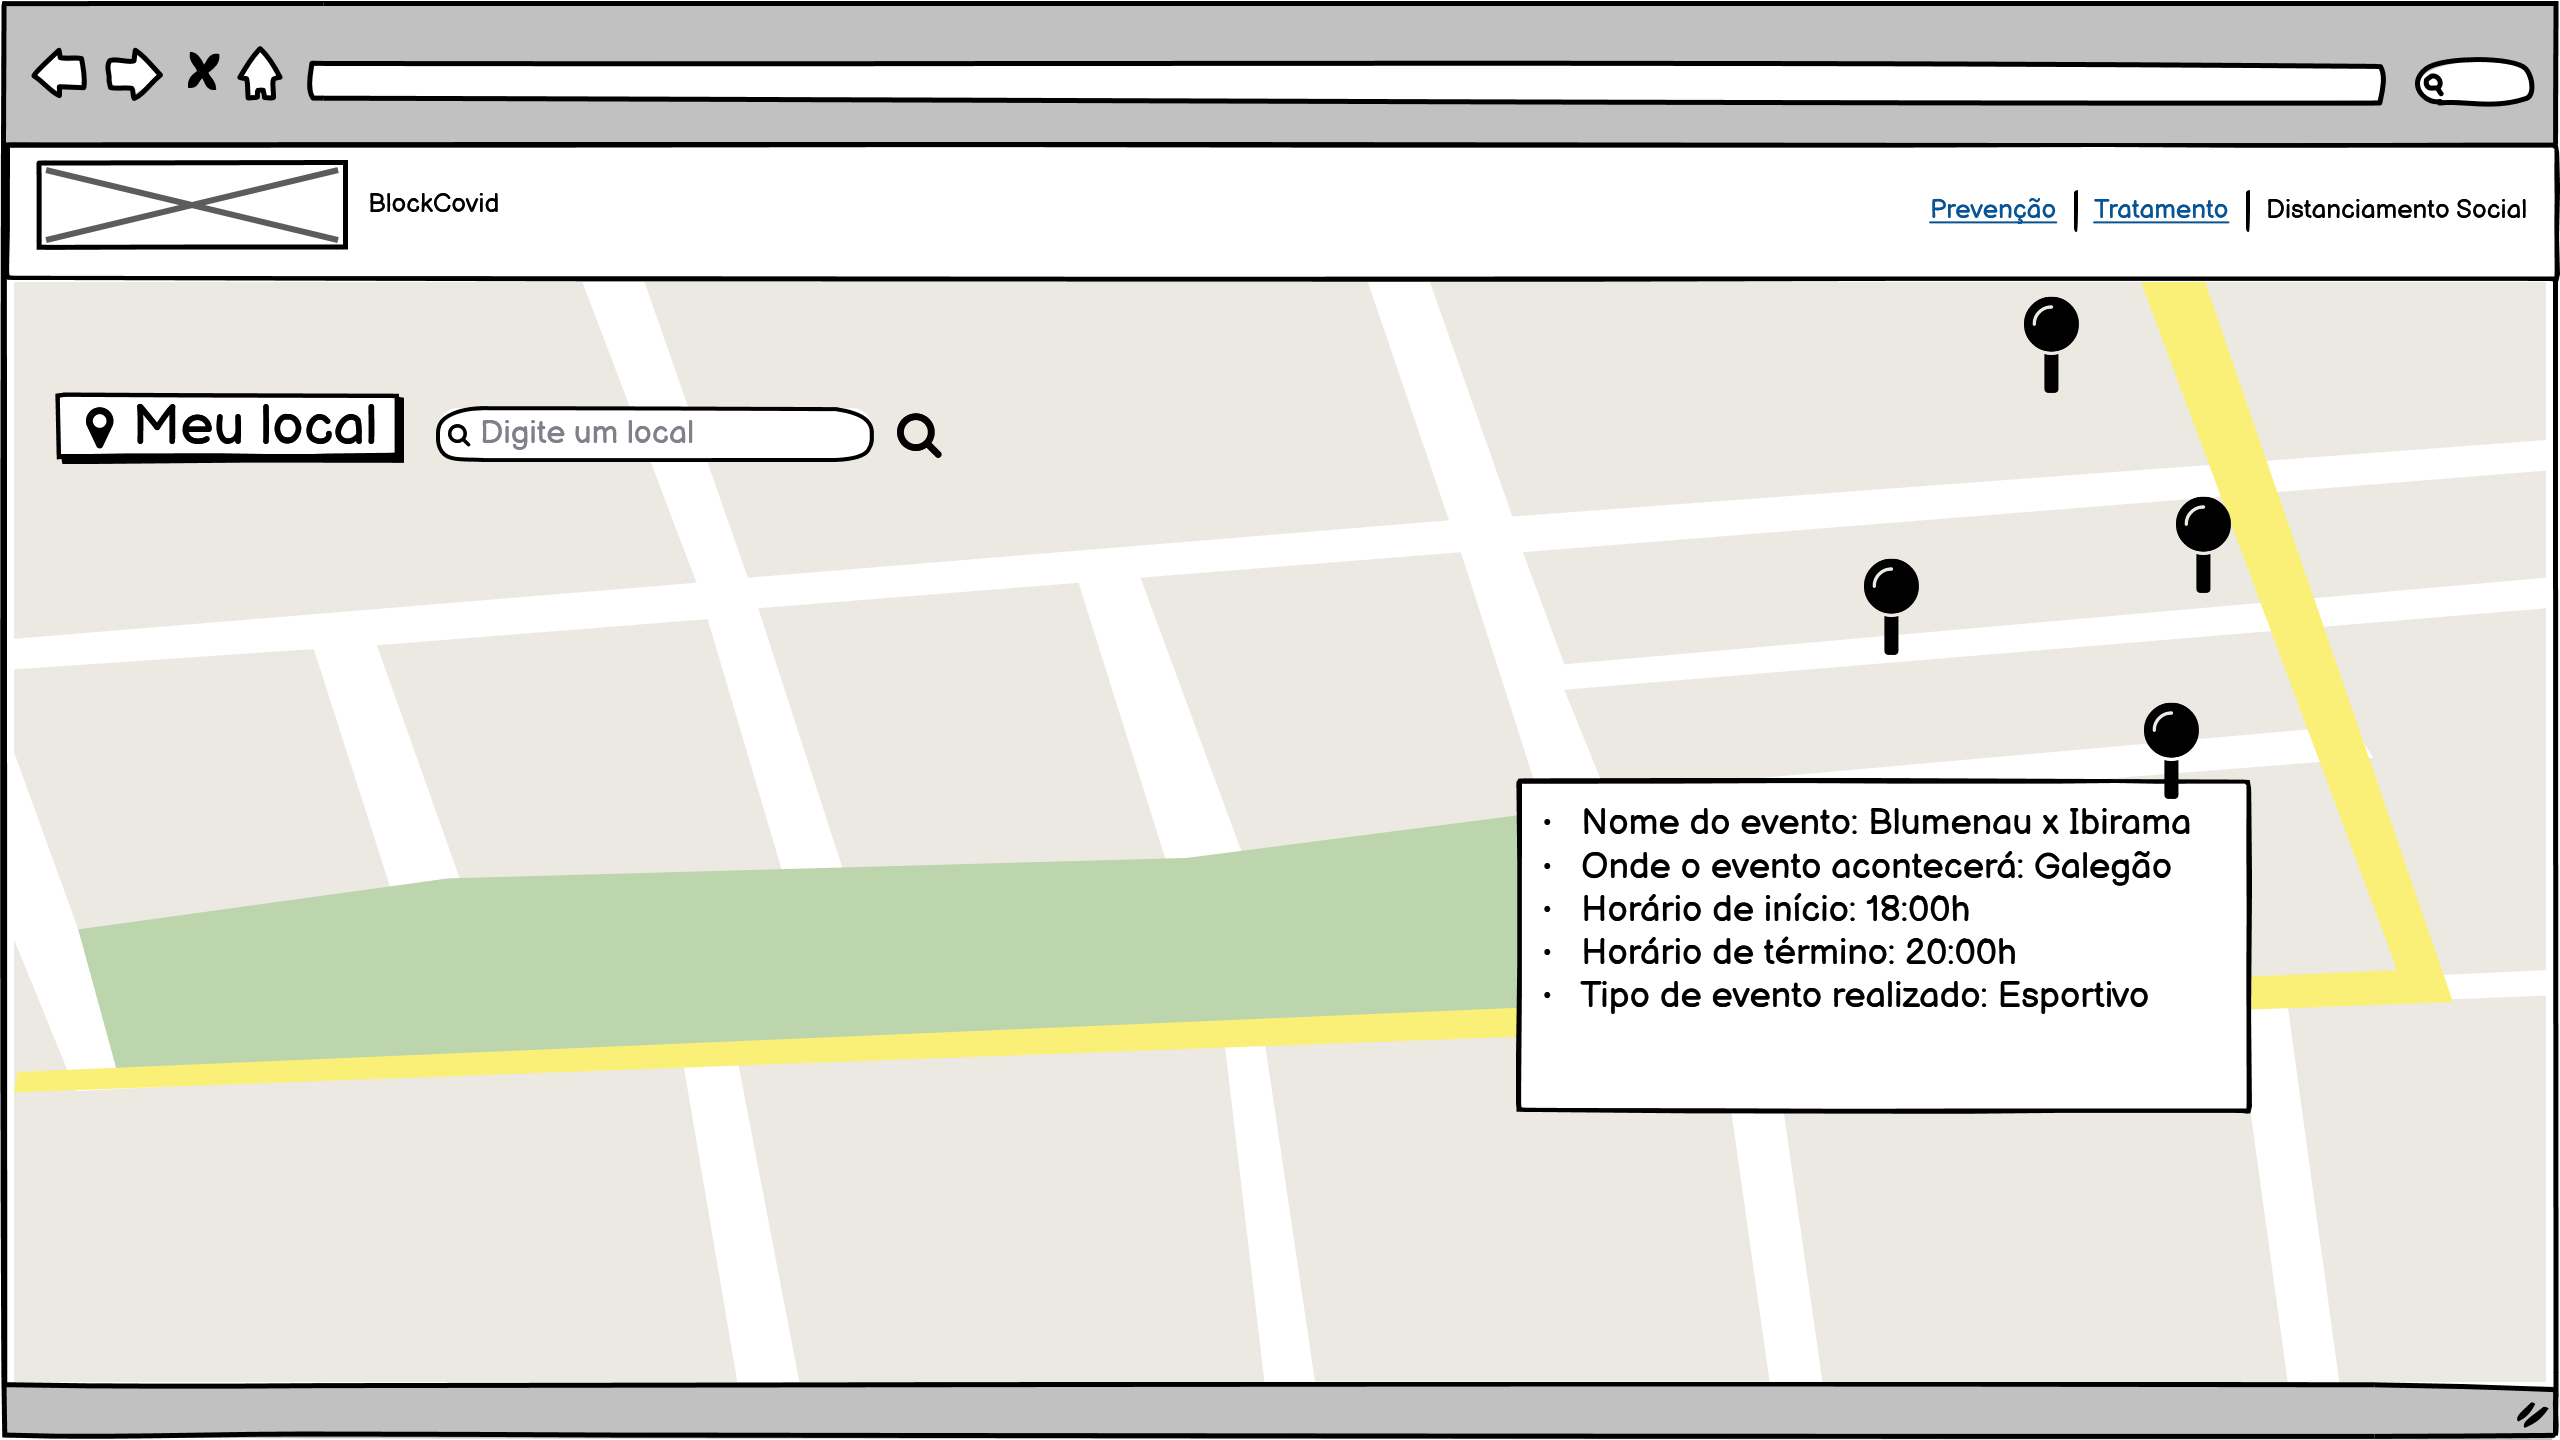 BlockCovid
Prevenção
Tratamento
Distanciamento Social
Meu local
Digite um local
• Nome do evento: Blumenau x Ibirama
• Onde o evento acontecerá: Galegão
• Horário de início: 18:00h
• Horário de término: 20:00h
• Tipo de evento realizado: Esportivo